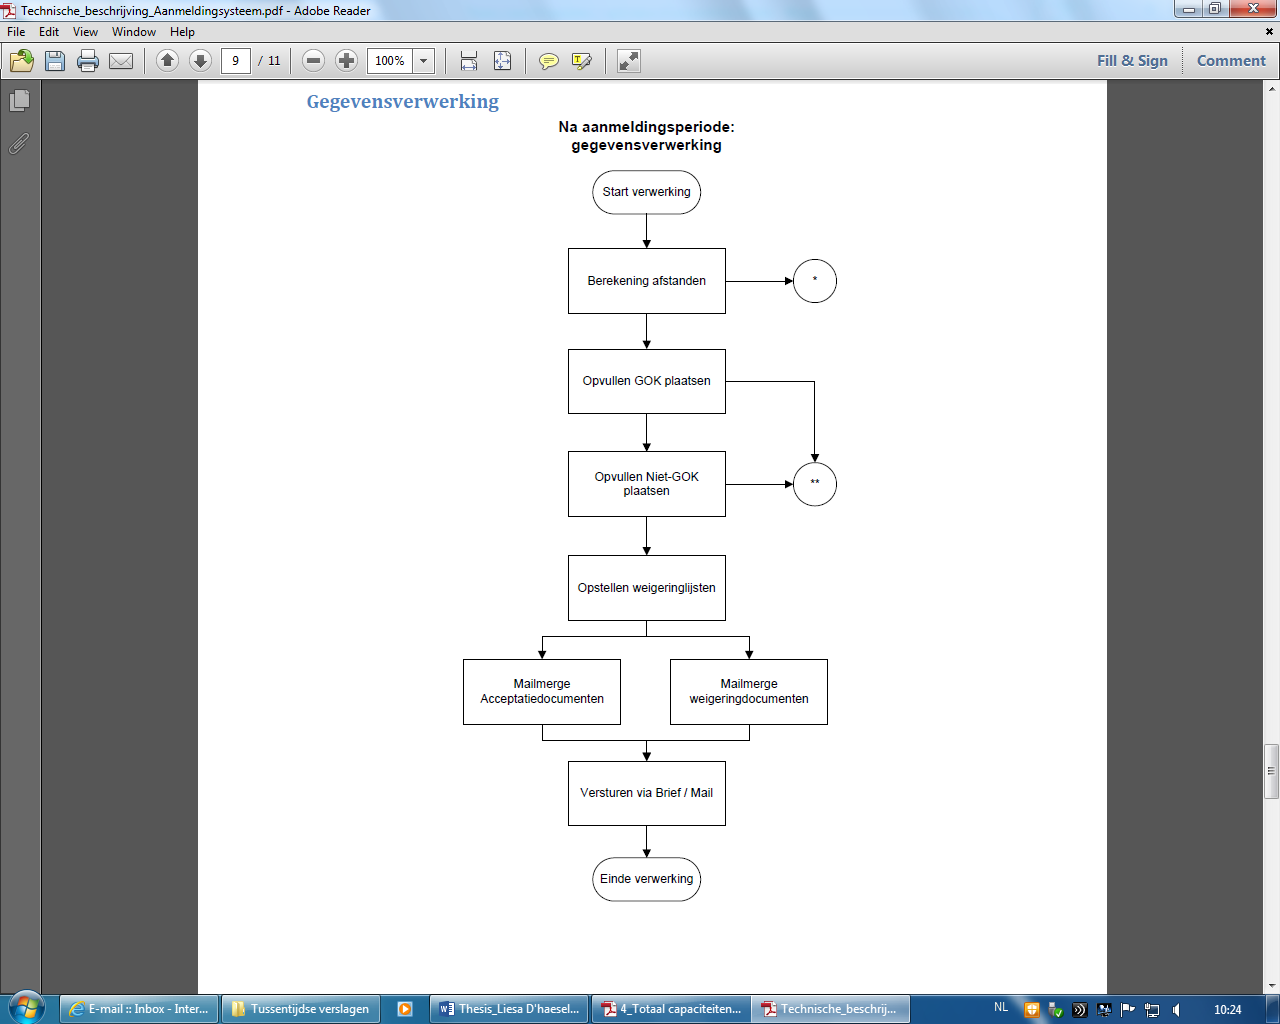 Technische_beschrijving_Aanmeldingsysteem.pdf - Adobe Reader
File Edit View Window Help
9 / 11 100% Fill & Sign Comment
Gegevensverwerking
Na aanmeldingsperiode:
gegevensverwerking
Start verwerking
Berekening afstanden
*
Opvullen GOK plaatsen
Opvullen Niet-GOK
plaatsen
**
Opstellen weigeringlijsten
Mailmerge
Acceptatiedocumenten
Mailmerge
weigeringdocumenten
Versturen via Brief / Mail
Einde verwerking
E-mail :: Inbox - Inter... Tussentijdse verslagen Thesis_Liesa D'haesel... 4_Totaal capaciteiten... Technische_beschrij... NL 10:24